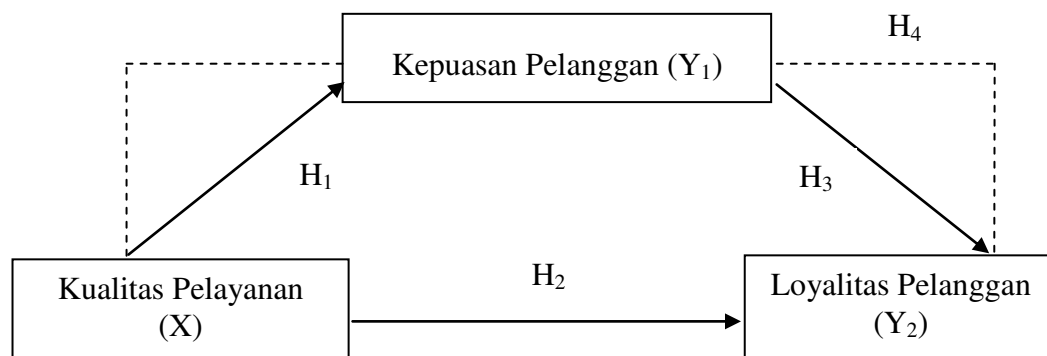 H₄
Kepuasan Pelanggan (Y₁)
H₁
H₃
Kualitas Pelayanan
(X)
H₂
Loyalitas Pelanggan
(Y₂)